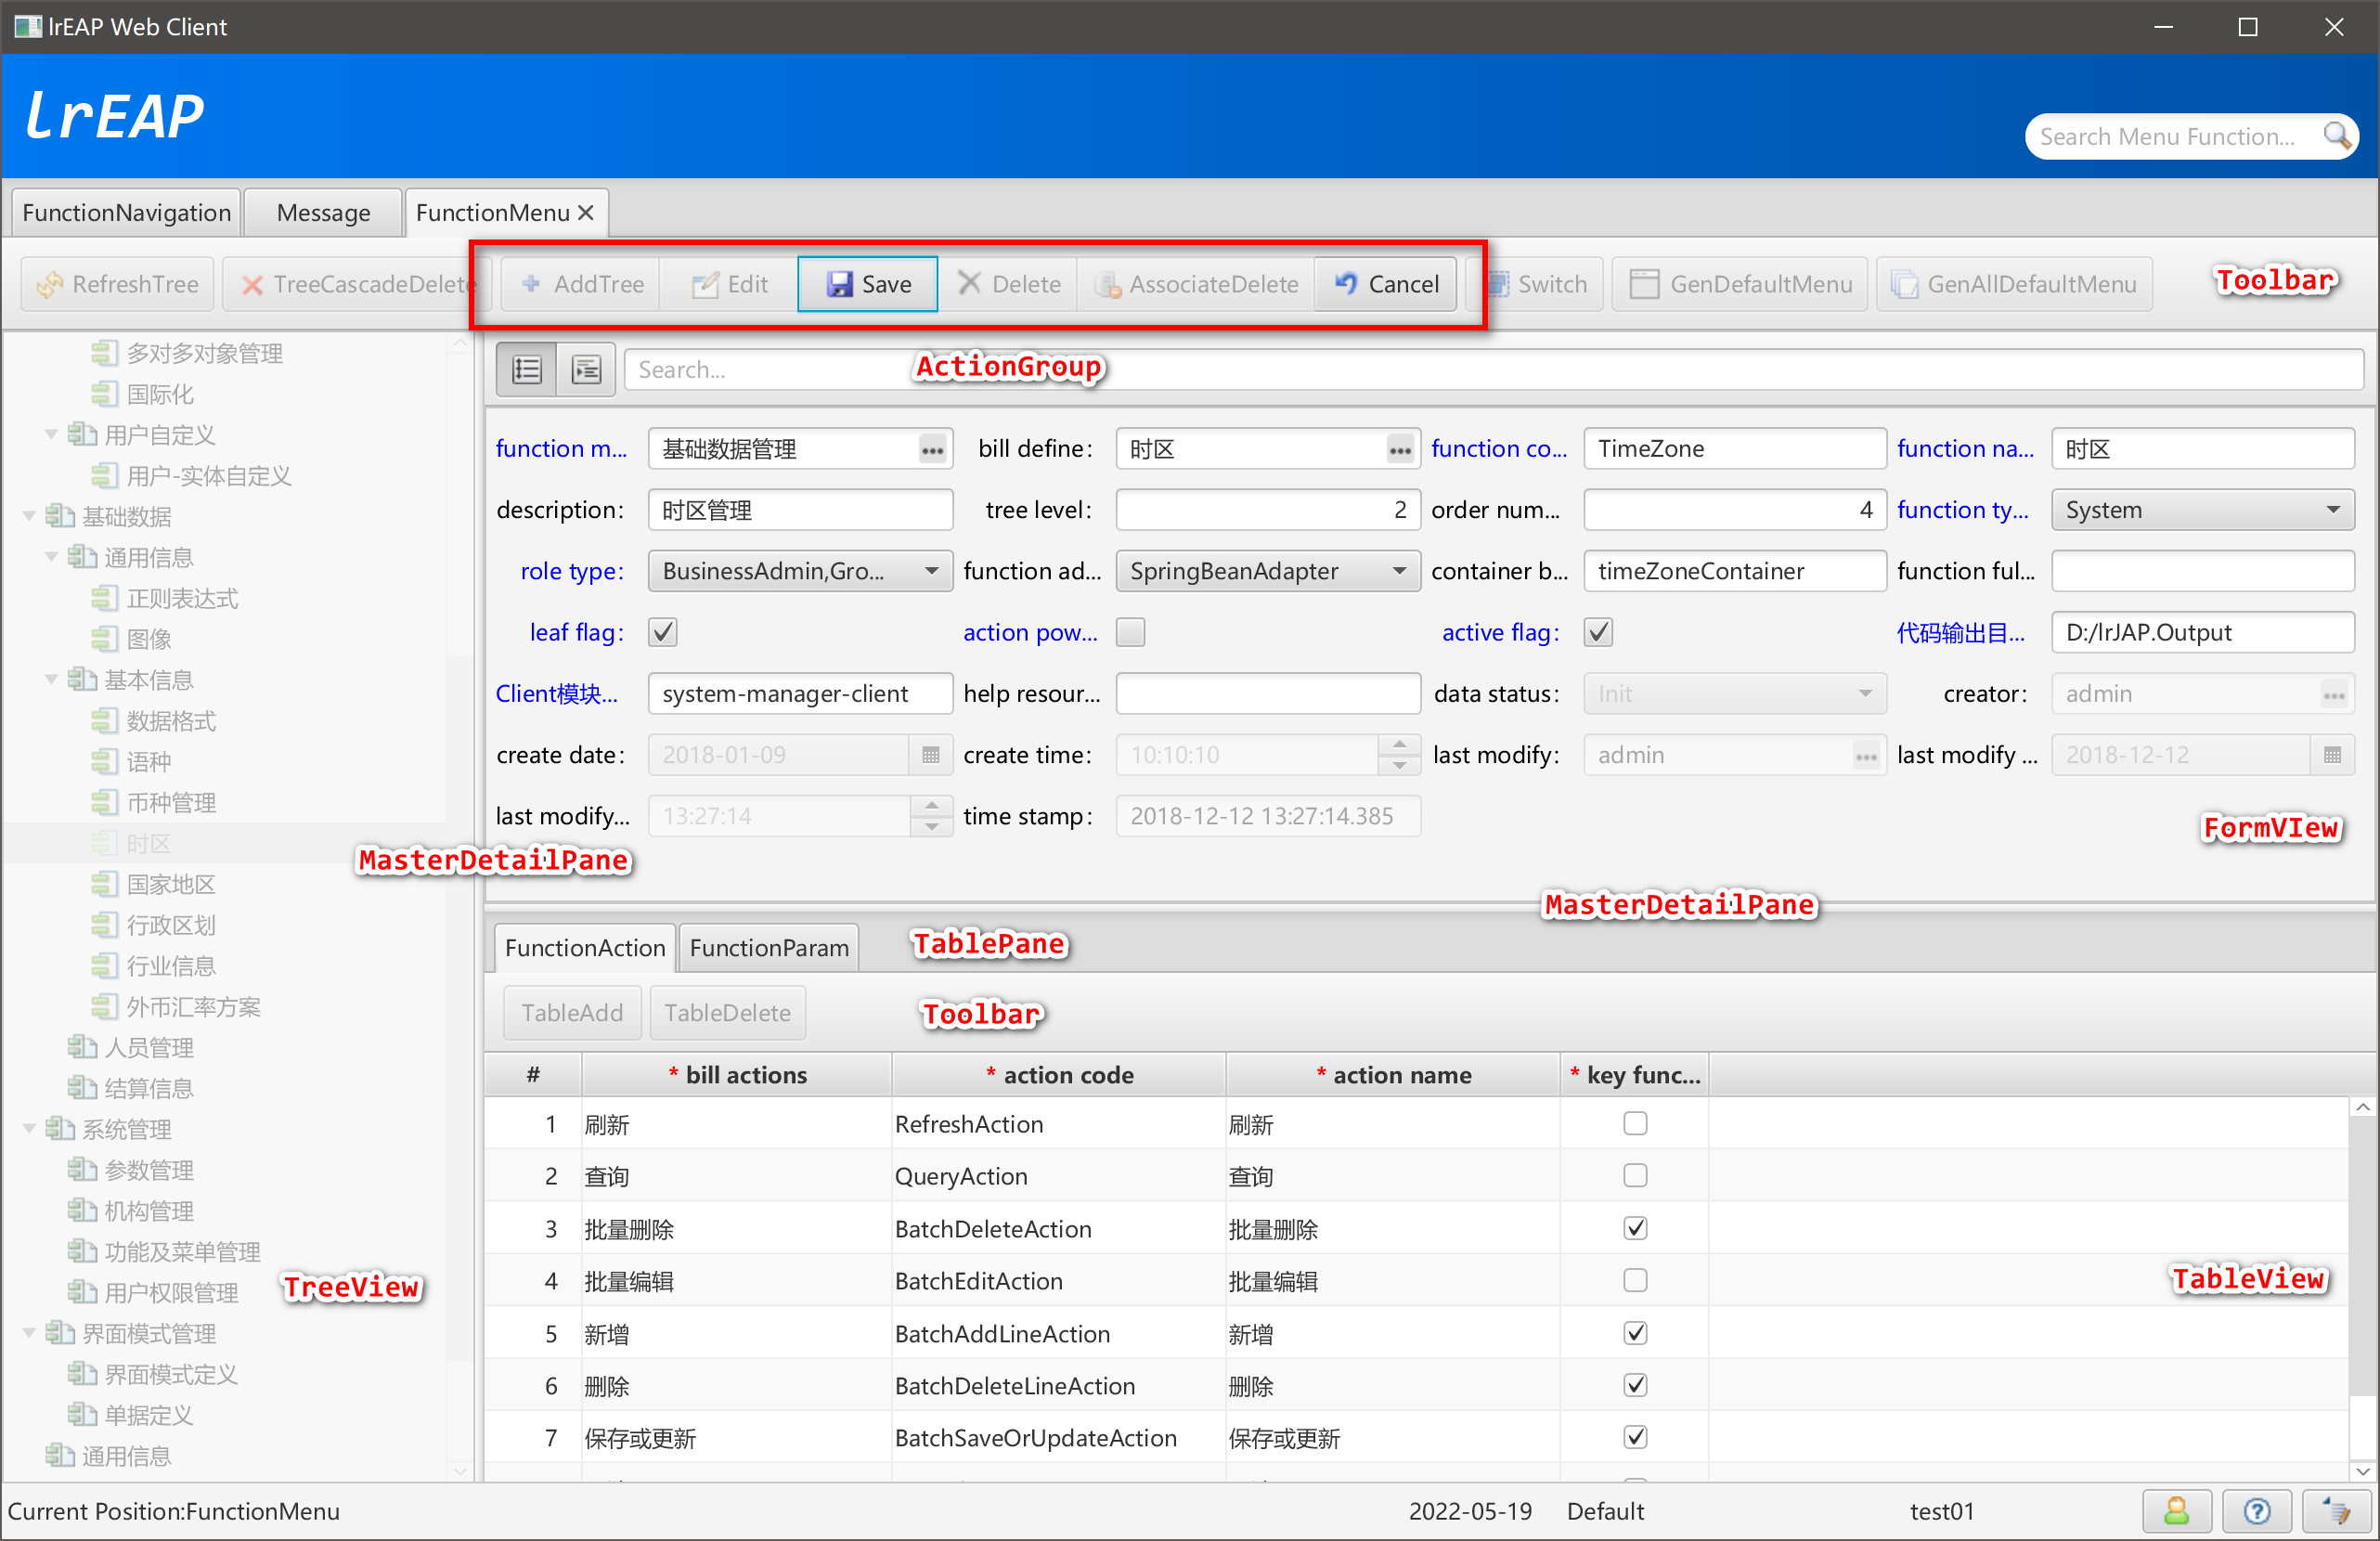 lrEAP Web Client
lrEAP
Search Menu Function...
FunctionNavigation Message FunctionMenu
RefreshTree TreeCascadeDelete AddTree Edit Save Delete AssociateDelete Cancel Switch GenDefaultMenu GenAllDefaultMenu Toolbar
Search... ActionGroup
多对多对象管理
国际化
用户自定义
用户-实体自定义
基础数据
通用信息
正则表达式
图像
基本信息
数据格式
语种
币种管理
时区
国家地区
行政区划
行业信息
外币汇率方案
人员管理
结算信息
系统管理
参数管理
机构管理
功能及菜单管理
用户权限管理
界面模式管理
界面模式定义
单据定义
通用信息
TreeView
MasterDetailPane
function m... 基础数据管理 bill define: 时区 function co... TimeZone function na... 时区
description: 时区管理 tree level: 2 order num... 4 function ty... System
role type: BusinessAdmin,Gro... function ad... SpringBeanAdapter container b... timeZoneContainer function ful...
leaf flag: action pow... active flag: 代码输出目... D:/lrJAP.Output
Client模块... system-manager-client help resour... data status: Init creator: admin
create date: 2018-01-09 create time: 10:10:10 last modify: admin last modify ... 2018-12-12
last modify... 13:27:14 time stamp: 2018-12-12 13:27:14.385
FormVIew
MasterDetailPane
FunctionAction FunctionParam TablePane
TableAdd TableDelete Toolbar
# * bill actions * action code * action name * key func...
1 刷新 RefreshAction 刷新
2 查询 QueryAction 查询
3 批量删除 BatchDeleteAction 批量删除
4 批量编辑 BatchEditAction 批量编辑
TableView
5 新增 BatchAddLineAction 新增
6 删除 BatchDeleteLineAction 删除
7 保存或更新 BatchSaveOrUpdateAction 保存或更新
Current Position:FunctionMenu 2022-05-19 Default test01